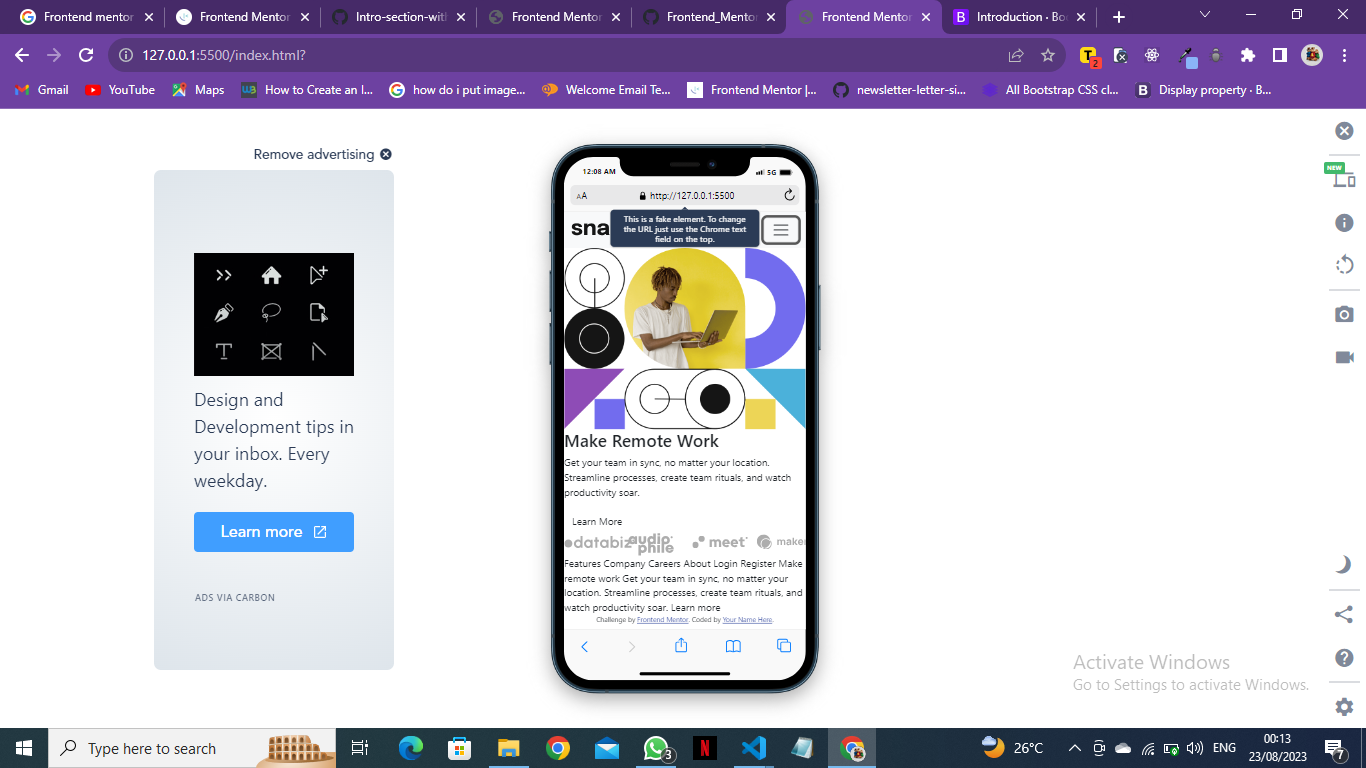 Frontend mentor
Frontend Mentor
Intro-section-with
Frontend Mentor
Frontend_Mentor
Frontend Mentor
Introduction · Bo
127.0.0.1:5500/index.html?
2
Gmail
YouTube
Maps
How to Create an I...
how do i put image...
Welcome Email Te...
Frontend Mentor |...
newsletter-letter-si...
All Bootstrap CSS cl...
Display property · B...
Remove advertising
Design and
Development tips in
your inbox. Every
weekday.
Learn more
ADS VIA CARBON
12:08 AM
5G
AA
http://127.0.0.1:5500
This is a fake element. To change
the URL just use the Chrome text
field on the top.
sna
Make Remote Work
Get your team in sync, no matter your location.
Streamline processes, create team rituals, and watch
productivity soar.
Learn More
databiz
audio
phile
meet
maker
Features Company Careers About Login Register Make
remote work Get your team in sync, no matter your
location. Streamline processes, create team rituals, and
watch productivity soar. Learn more
Challenge by Frontend Mentor. Coded by Your Name Here.
NEW
Activate Windows
Go to Settings to activate Windows.
Type here to search
3
26°C
ENG
00:13
23/08/2023
7